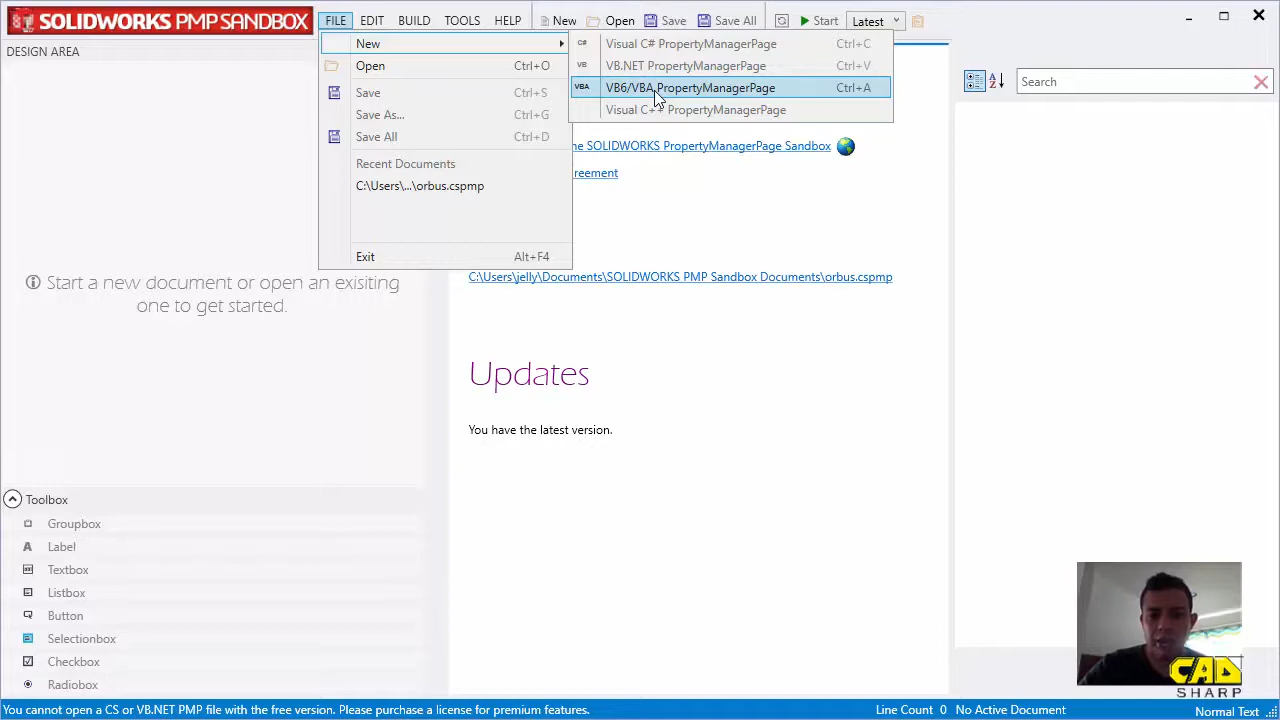 SOLIDWORKS PMP SANDBOX
FILE EDIT BUILD TOOLS HELP New Open Save Save All Start Latest
DESIGN AREA
New
Open Ctrl+O
Save Ctrl+S
Save As... Ctrl+G
Save All Ctrl+D
Recent Documents
C:\Users\...\orbus.cspmp
Exit Alt+F4
C# Visual C# PropertyManagerPage Ctrl+C
VB VB.NET PropertyManagerPage Ctrl+V
VBA VB6/VBA PropertyManagerPage Ctrl+A
Visual C++ PropertyManagerPage
Search
ne SOLIDWORKS PropertyManagerPage Sandbox
reement
C:\Users\jelly\Documents\SOLIDWORKS PMP Sandbox Documents\orbus.cspmp
Start a new document or open an exisiting
one to get started.
Updates
You have the latest version.
Toolbox
Groupbox
A Label
Textbox
Listbox
Button
Selectionbox
Checkbox
Radiobox
CAD
SHARP
You cannot open a CS or VB.NET PMP file with the free version. Please purchase a license for premium features. Line Count 0 No Active Document Normal Text